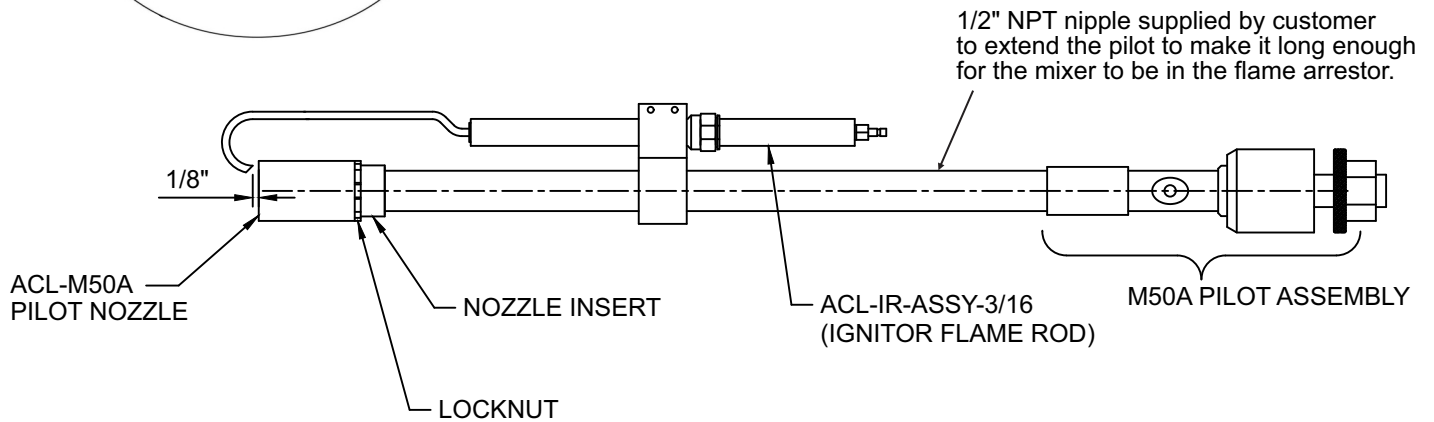 1/2" NPT nipple supplied by customer
to extend the pilot to make it long enough
for the mixer to be in the flame arrestor.
1/8"
ACL-M50A
PILOT NOZZLE
NOZZLE INSERT
LOCKNUT
ACL-IR-ASSY-3/16
(IGNITOR FLAME ROD)
M50A PILOT ASSEMBLY